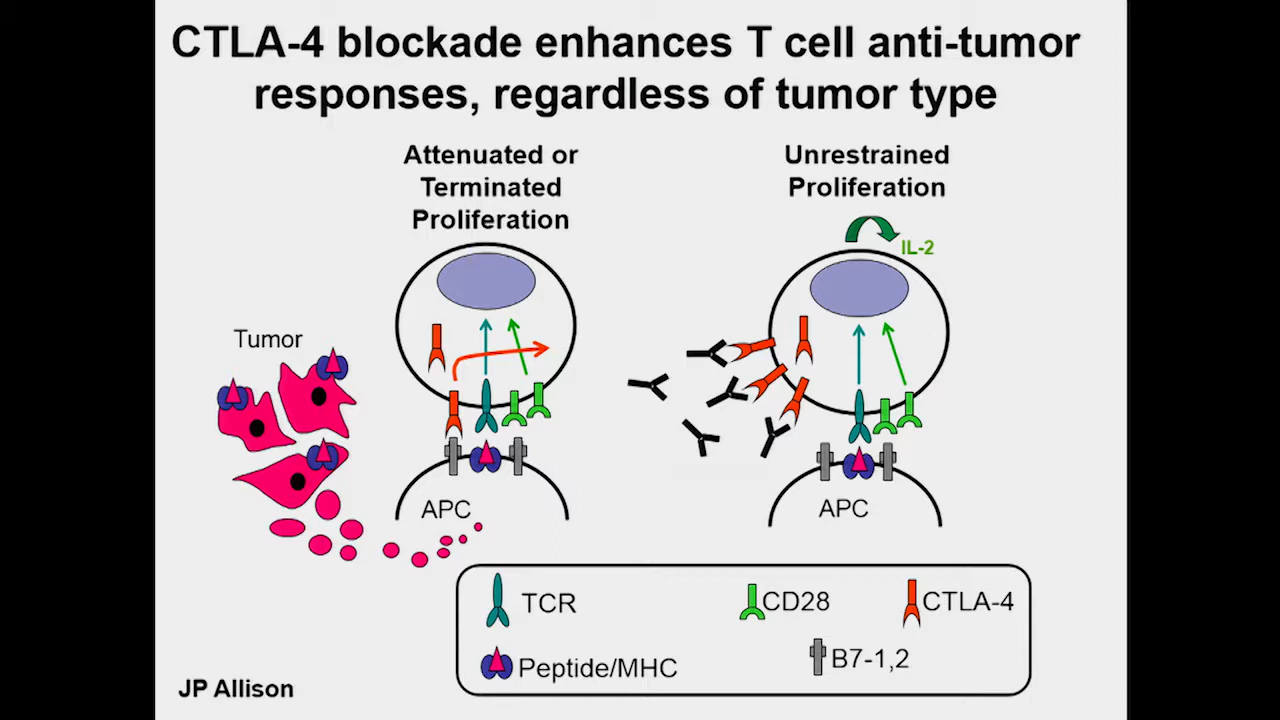 CTLA-4 blockade enhances T cell anti-tumor
responses, regardless of tumor type
Attenuated or
Terminated
Proliferation
Unrestrained
Proliferation
IL-2
Tumor
APC
APC
TCR
CD28
CTLA-4
Peptide/MHC
B7-1,2
JP Allison